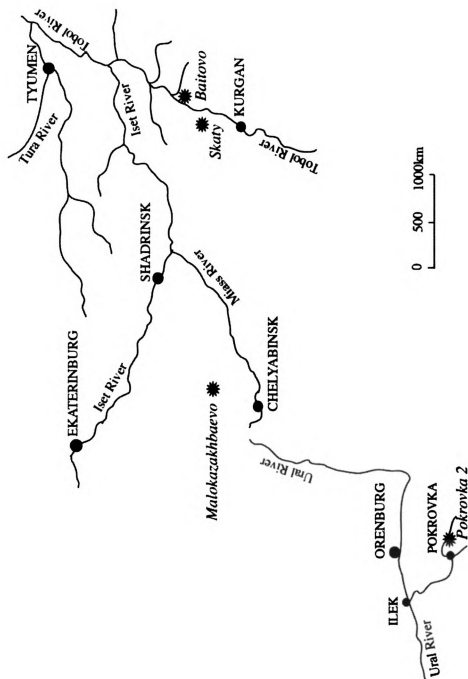 Tobol River
TYUMEN
Tura River
Iset River
Baitovo
Skaty
KURGAN
Tobol River
SHADRINSK
Miass River
EKATERINBURG
Iset River
Malokazakhbaevo
CHELYABINSK
0 500 1000km
Ural River
ORENBURG
POKROVKA
Pokrovka 2
ILEK
Ural River